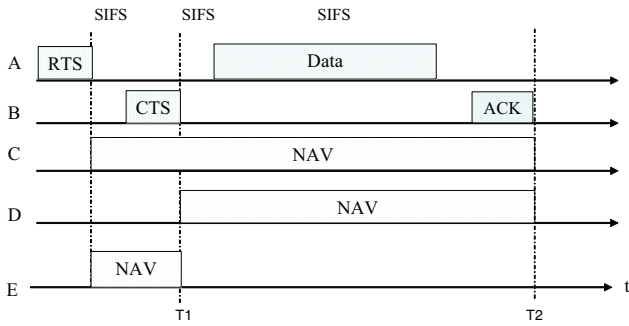 SIFS SIFS SIFS
A RTS Data
B CTS ACK
C NAV
D NAV
E NAV t
T1 T2